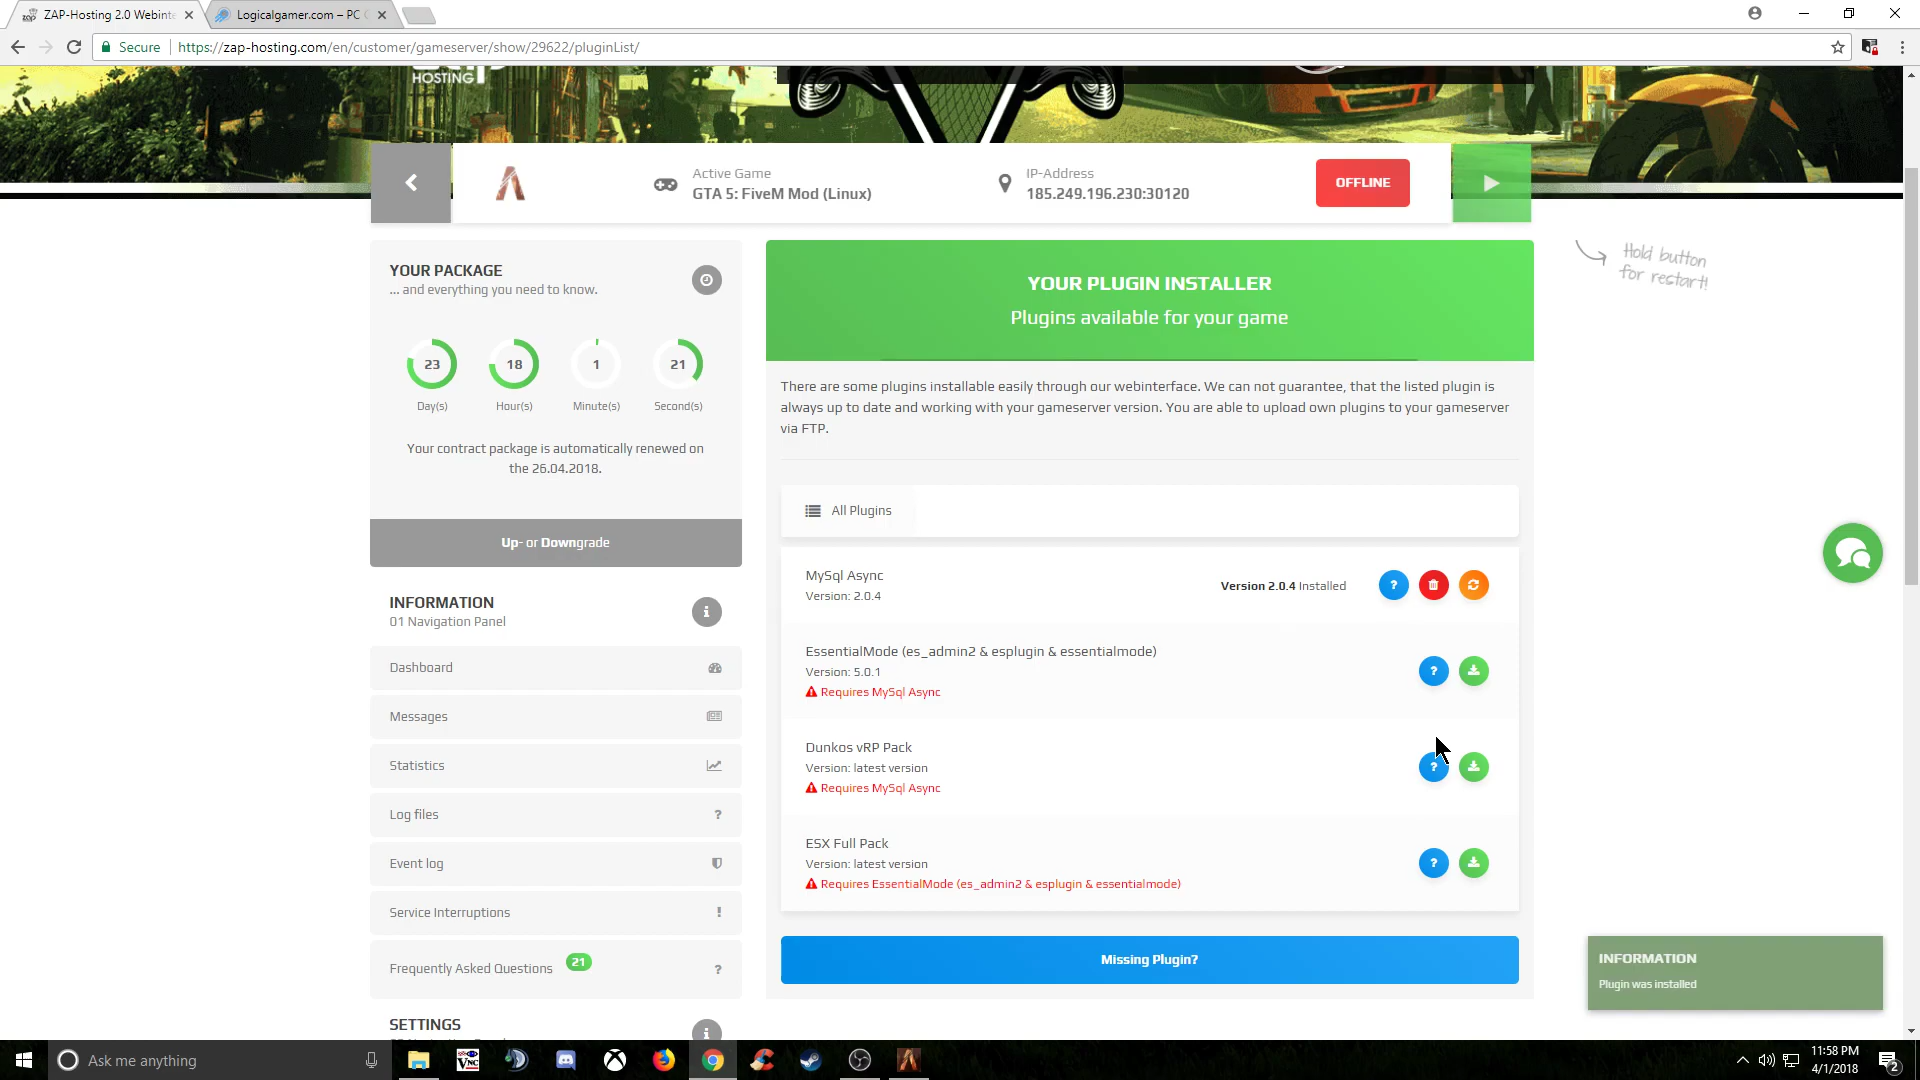 ZAP-Hosting 2.0 Webinte
Logicalgamer.com – PC G
Secure
https://zap-hosting.com/en/customer/gameserver/show/29622/pluginList/
HOSTING
Active Game
GTA 5: FiveM Mod (Linux)
IP-Address
185.249.196.230:30120
OFFLINE
Hold button
for restart!
YOUR PACKAGE
... and everything you need to know.
23
18
1
21
Day(s)
Hour(s)
Minute(s)
Second(s)
Your contract package is automatically renewed on
the 26.04.2018.
Up- or Downgrade
INFORMATION
01 Navigation Panel
Dashboard
Messages
Statistics
Log files
?
Event log
Service Interruptions
!
Frequently Asked Questions
21
?
SETTINGS
YOUR PLUGIN INSTALLER
Plugins available for your game
There are some plugins installable easily through our webinterface. We can not guarantee, that the listed plugin is
always up to date and working with your gameserver version. You are able to upload own plugins to your gameserver
via FTP.
All Plugins
MySql Async
Version: 2.0.4
Version 2.0.4 Installed
?
EssentialMode (es_admin2 & esplugin & essentialmode)
Version: 5.0.1
Requires MySql Async
?
Dunkos vRP Pack
Version: latest version
Requires MySql Async
?
ESX Full Pack
Version: latest version
Requires EssentialMode (es_admin2 & esplugin & essentialmode)
?
Missing Plugin?
INFORMATION
Plugin was installed
Ask me anything
VNC
11:58 PM
4/1/2018
2